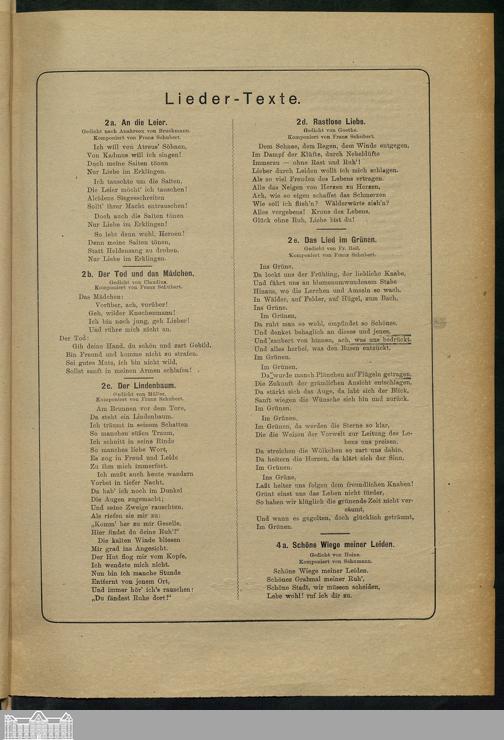 Lieder-Texte.
2a. An die Leier.
Gedicht nach Anakreon von Bruchmann.
Komponiert von Franz Schubert.
Ich will von Atreus' Söhnen,
Von Kadmus will ich singen!
Doch meine Saiten tönen
Nur Liebe im Erklingen.
Ich tauschte um die Saiten,
Die Leier möcht' ich tauschen!
Alcidens Siegesschreiten
Sollt' ihrer Macht entrauschen!
Doch auch die Saiten tönen
Nur Liebe im Erklingen!
So lebt denn wohl, Heroen!
Denn meine Saiten tönen,
Statt Heldensang zu drohen,
Nur Liebe im Erklingen.
2b. Der Tod und das Mädchen.
Gedicht von Claudius.
Komponiert von Franz Schubert.
Das Mädchen:
Vorüber, ach, vorüber!
Geh, wilder Knochenmann!
Ich bin noch jung, geh Lieber!
Und rühre mich nicht an.
Der Tod:
Gib deine Hand, du schön und zart Gebild,
Bin Freund und komme nicht zu strafen.
Sei gutes Muts, ich bin nicht wild,
Sollst sanft in meinen Armen schlafen!
2c. Der Lindenbaum.
Gedicht von Müller.
Komponiert von Franz Schubert.
Am Brunnen vor dem Tore,
Da steht ein Lindenbaum.
Ich träumt in seinem Schatten
So manchen süßen Traum,
Ich schnitt in seine Rinde
So manches liebe Wort,
Es zog in Freud und Leide
Zu ihm mich immerfort.
Ich mußt auch heute wandern
Vorbei in tiefer Nacht,
Da hab' ich noch im Dunkel
Die Augen zugemacht;
Und seine Zweige rauschten,
Als riefen sie mir zu:
„Komm' her zu mir Geselle,
Hier findst du deine Ruh'?"
Die kalten Winde bliesen
Mir grad ins Angesicht.
Der Hut flog mir vom Kopfe,
Ich wendete mich nicht.
Nun bin ich manche Stunde
Entfernt von jenem Ort,
Und immer hör' ich's rauschen:
„Du fändest Ruhe dort!"
2d. Rastlose Liebe.
Gedicht von Goethe.
Komponiert von Franz Schubert.
Dem Schnee, dem Regen, dem Winde entgegen,
Im Dampf der Klüfte, durch Nebeldüfte
Immerzu — ohne Rast und Ruh'!
Lieber durch Leiden wollt ich mich schlagen,
Als so viel Freuden des Lebens ertragen.
Alle das Neigen von Herzen zu Herzen,
Ach, wie so eigen schaffet das Schmerzen
Wie soll ich flieh'n? Wälderwärts zieh'n?
Alles vergebens! Krone des Lebens,
Glück ohne Ruh, Liebe bist du!
2e. Das Lied im Grünen.
Gedicht von Fr. Reil.
Komponiert von Franz Schubert.
Ins Grüne,
Da lockt uns der Frühling, der liebliche Knabe,
Und führt uns am blumenumwundenen Stabe
Hinaus, wo die Lerchen und Amseln so wach,
In Wälder, auf Felder, auf Hügel, zum Bach,
Ins Grüne.
Im Grünen,
Da ruht man so wohl, empfindet so Schönes,
Und denket behaglich an dieses und jenes,
Und zaubert von hinnen, ach, was uns bedrückt,
Und alles herbei, was den Busen entzückt.
Im Grünen.
Im Grünen,
Da wurde manch Plänchen auf Flügeln getragen,
Die Zukunft der grämlichen Ansicht entschlagen,
Da stärkt sich das Auge, da labt sich der Blick,
Sanft wiegen die Wünsche sich hin und zurück.
Im Grünen.
Im Grünen,
Im Grünen, da werden die Sterne so klar,
Die die Weisen der Vorwelt zur Leitung des Le-
bens uns preisen.
Da streichen die Wölkchen so zart uns dahin,
Da heitern die Herzen, da klärt sich der Sinn,
Im Grünen.
Ins Grüne,
Laßt heiter uns folgen dem freundlichen Knaben!
Grünt einst uns das Leben nicht fürder,
So haben wir klüglich die grünende Zeit nicht ver-
säumt,
Und wann es gegolten, doch glücklich geträumt,
Im Grünen.
4a. Schöne Wiege meiner Leiden.
Gedicht von Heine.
Komponiert von Schumann.
Schöne Wiege meiner Leiden,
Schönes Grabmal meiner Ruh',
Schöne Stadt, wir müssen scheiden,
Lebe wohl! ruf ich dir zu.